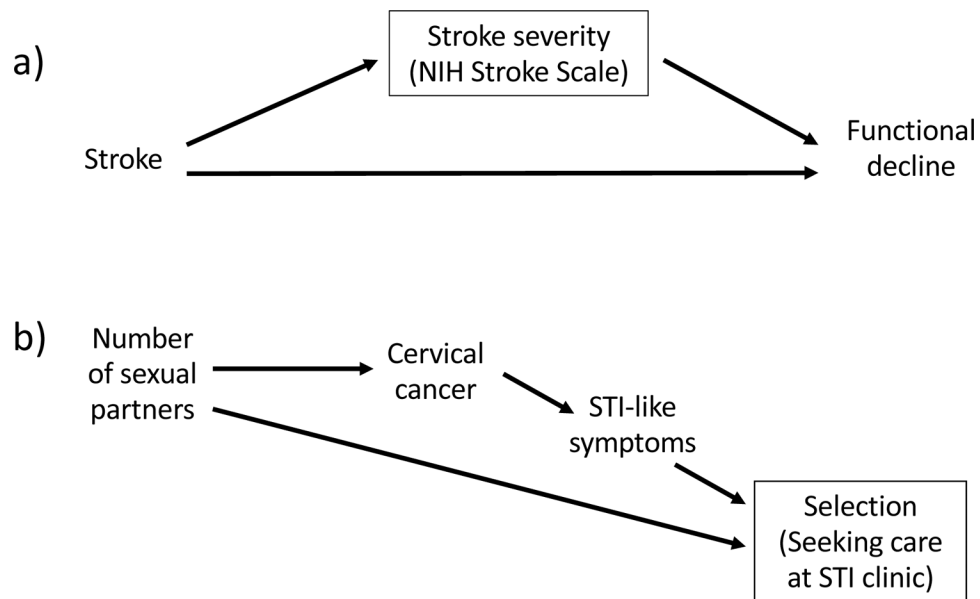 a)
Stroke severity
(NIH Stroke Scale)
Stroke
Functional
decline
b)
Number
of sexual
partners
Cervical
cancer
STI-like
symptoms
Selection
(Seeking care
at STI clinic)